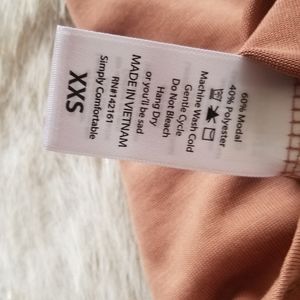 60% Modal
40% Polyester
Machine Wash Cold
Gentle Cycle
Do Not Bleach
Hang Dry
or you'll be sad
MADE IN VIETNAM
RN#142161
Simply Comfortable
XXS